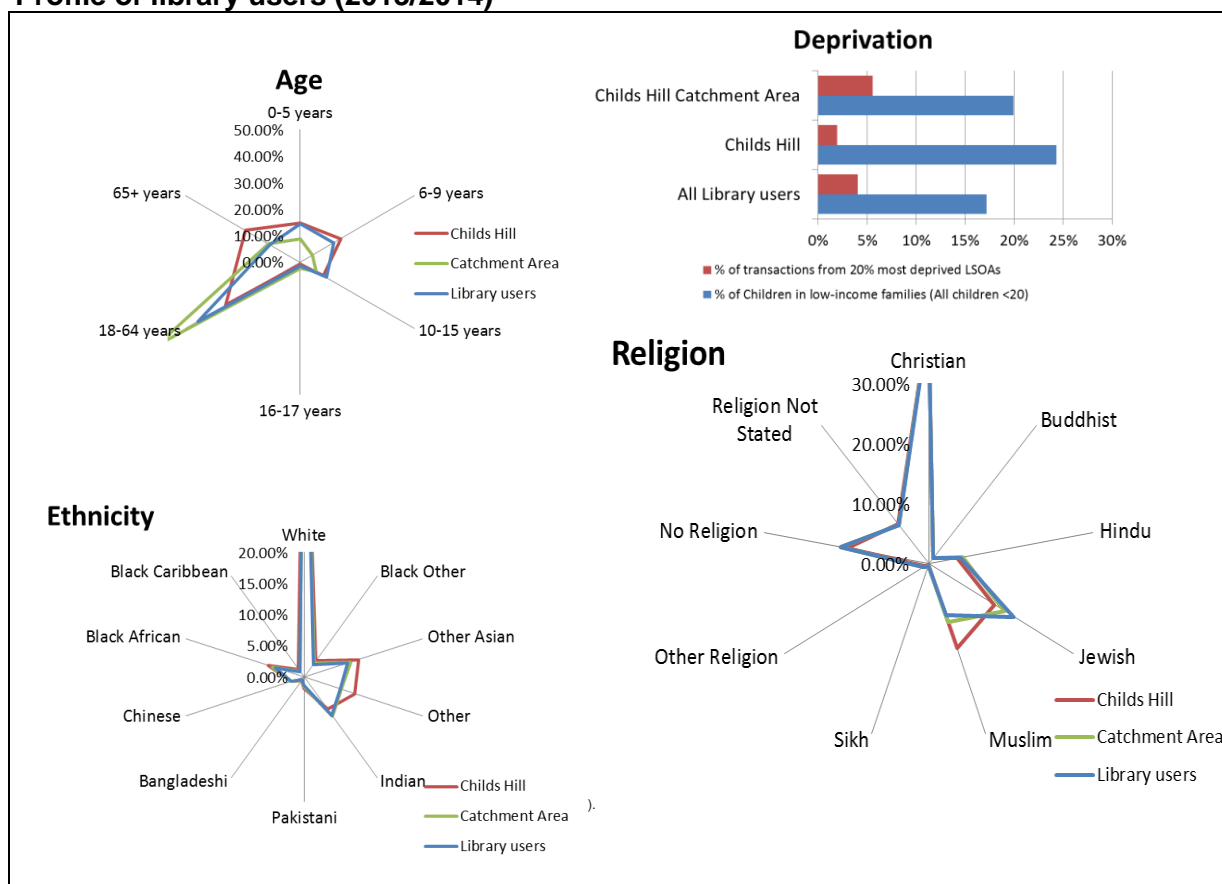 Age
0-5 years
50.00%
40.00%
30.00%
20.00%
10.00%
0.00%
65+ years
6-9 years
18-64 years
10-15 years
16-17 years
Childs Hill
Catchment Area
Library users
Deprivation
Childs Hill Catchment Area
Childs Hill
All Library users
0%
5%
10%
15%
20%
25%
30%
% of transactions from 20% most deprived LSOAs
% of Children in low-income families (All children <20)
Religion
Christian
30.00%
20.00%
10.00%
0.00%
Religion Not
Stated
Buddhist
No Religion
Hindu
Other Religion
Jewish
Sikh
Muslim
Childs Hill
Catchment Area
Library users
Ethnicity
White
20.00%
15.00%
10.00%
5.00%
0.00%
Black Caribbean
Black Other
Black African
Other Asian
Chinese
Other
Bangladeshi
Indian
Pakistani
Childs Hill
Catchment Area
Library users
).